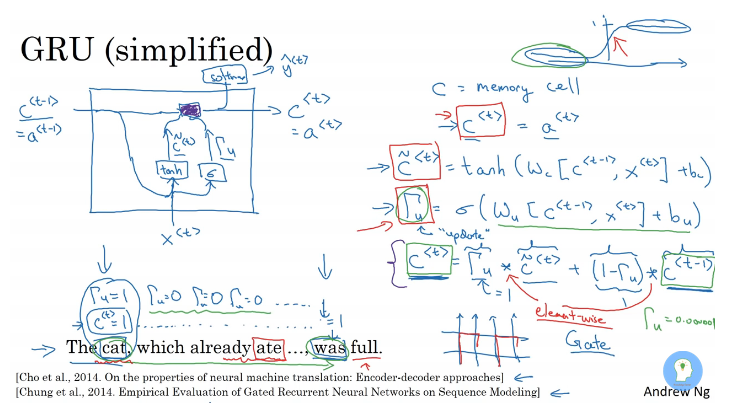 GRU (simplified)
softmax → ŷ<t>
c<t-1>
= a<t-1>
c<t>
= a<t>
c̃<t>
Γu
tanh
σ
x<t>
1
C = memory cell
→ c<t> = a<t>
→ c̃<t> = tanh (Wc [c<t-1>, x<t>] + bc)
→ Γu = σ (Wu [c<t-1>, x<t>] + bu)
"update"
c<t> = Γu * c̃<t> + (1-Γu) * c<t-1>
= 1
element-wise
Gate
Γu = 0.000001
Γu=1 Γu=0 Γu=0 Γu=0 ......
c<t>=1 ............ =1
→ The cat, which already ate ..., was full.
[Cho et al., 2014. On the properties of neural machine translation: Encoder-decoder approaches] ←
[Chung et al., 2014. Empirical Evaluation of Gated Recurrent Neural Networks on Sequence Modeling] ←
Andrew Ng